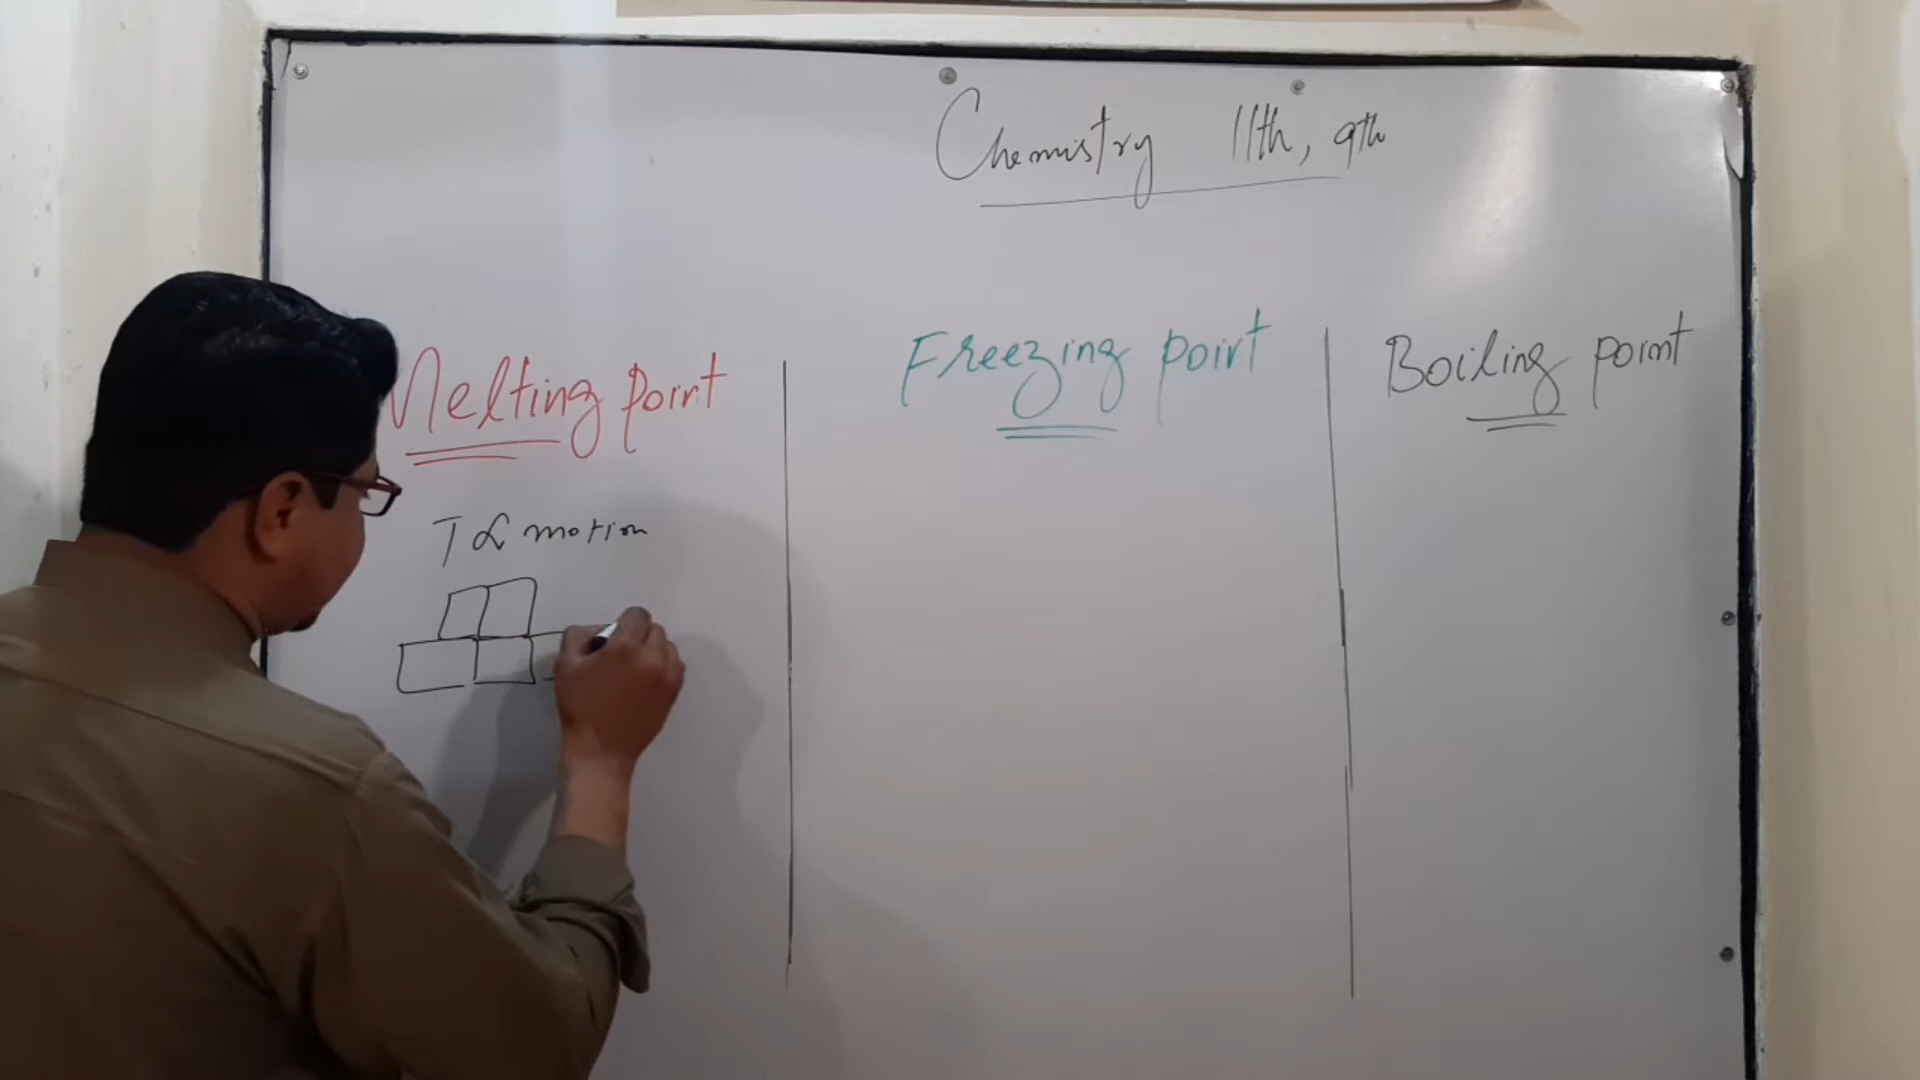 Chemistry 11th, 9th
Melting point
Freezing point
Boiling point
T ∝ motion